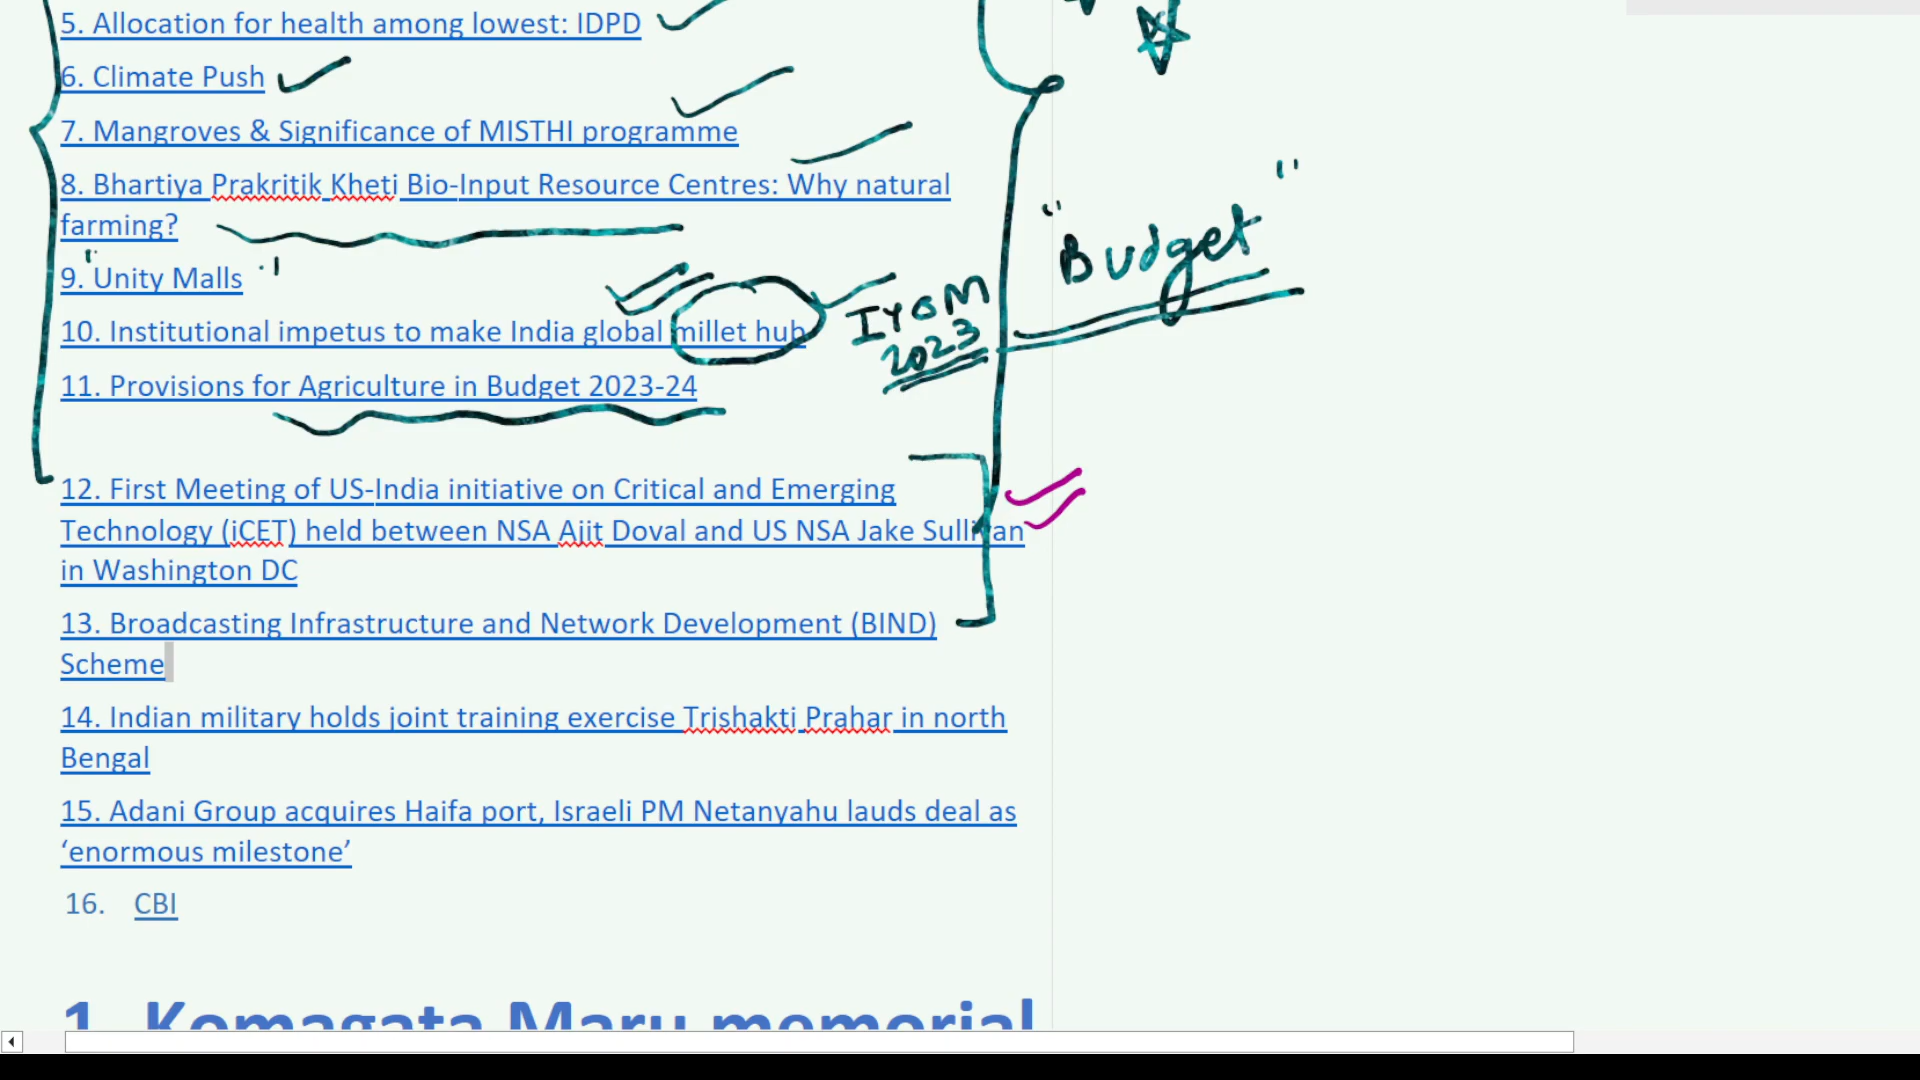 5. Allocation for health among lowest: IDPD
6. Climate Push
7. Mangroves & Significance of MISTHI programme
8. Bhartiya Prakritik Kheti Bio-Input Resource Centres: Why natural
farming?
9. Unity Malls
10. Institutional impetus to make India global millet hub
IYOM
2023
"Budget"
11. Provisions for Agriculture in Budget 2023-24
12. First Meeting of US-India initiative on Critical and Emerging
Technology (iCET) held between NSA Ajit Doval and US NSA Jake Sullivan
in Washington DC
13. Broadcasting Infrastructure and Network Development (BIND)
Scheme
14. Indian military holds joint training exercise Trishakti Prahar in north
Bengal
15. Adani Group acquires Haifa port, Israeli PM Netanyahu lauds deal as
‘enormous milestone’
16. CBI
1. Komagata Maru memorial